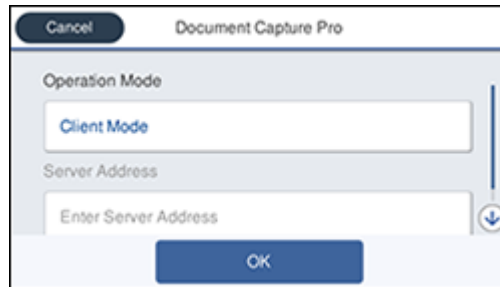 Cancel
Document Capture Pro
Operation Mode
Client Mode
Server Address
Enter Server Address
OK